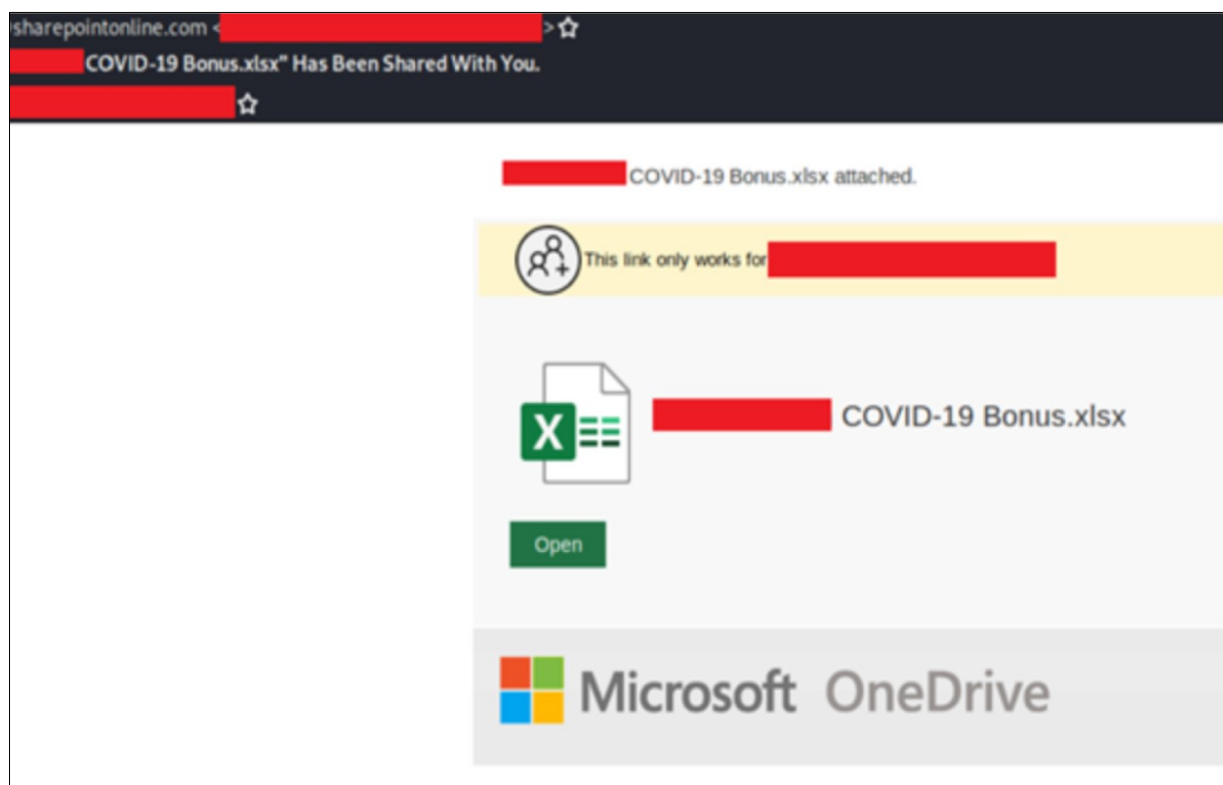 sharepointonline.com < >
COVID-19 Bonus.xlsx" Has Been Shared With You.
COVID-19 Bonus.xlsx attached.
This link only works for
X
COVID-19 Bonus.xlsx
Open
Microsoft OneDrive